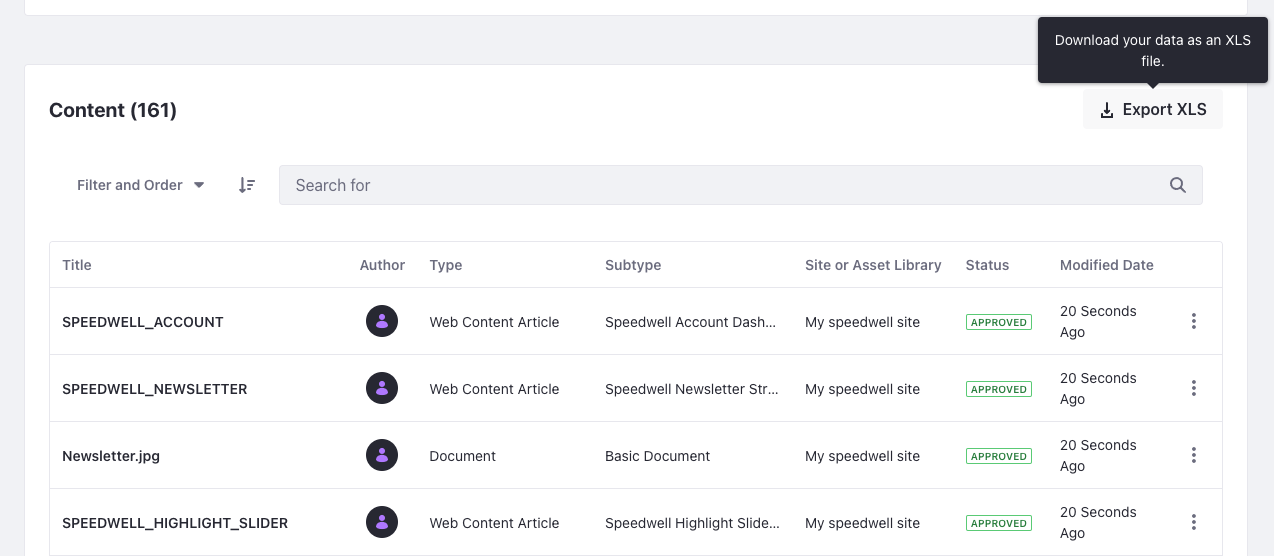 Download your data as an XLS
file.
Content (161)
Export XLS
Filter and Order
Search for
Title Author Type Subtype Site or Asset Library Status Modified Date
SPEEDWELL_ACCOUNT Web Content Article Speedwell Account Dash... My speedwell site APPROVED 20 Seconds
Ago
SPEEDWELL_NEWSLETTER Web Content Article Speedwell Newsletter Str... My speedwell site APPROVED 20 Seconds
Ago
Newsletter.jpg Document Basic Document My speedwell site APPROVED 20 Seconds
Ago
SPEEDWELL_HIGHLIGHT_SLIDER Web Content Article Speedwell Highlight Slide... My speedwell site APPROVED 20 Seconds
Ago